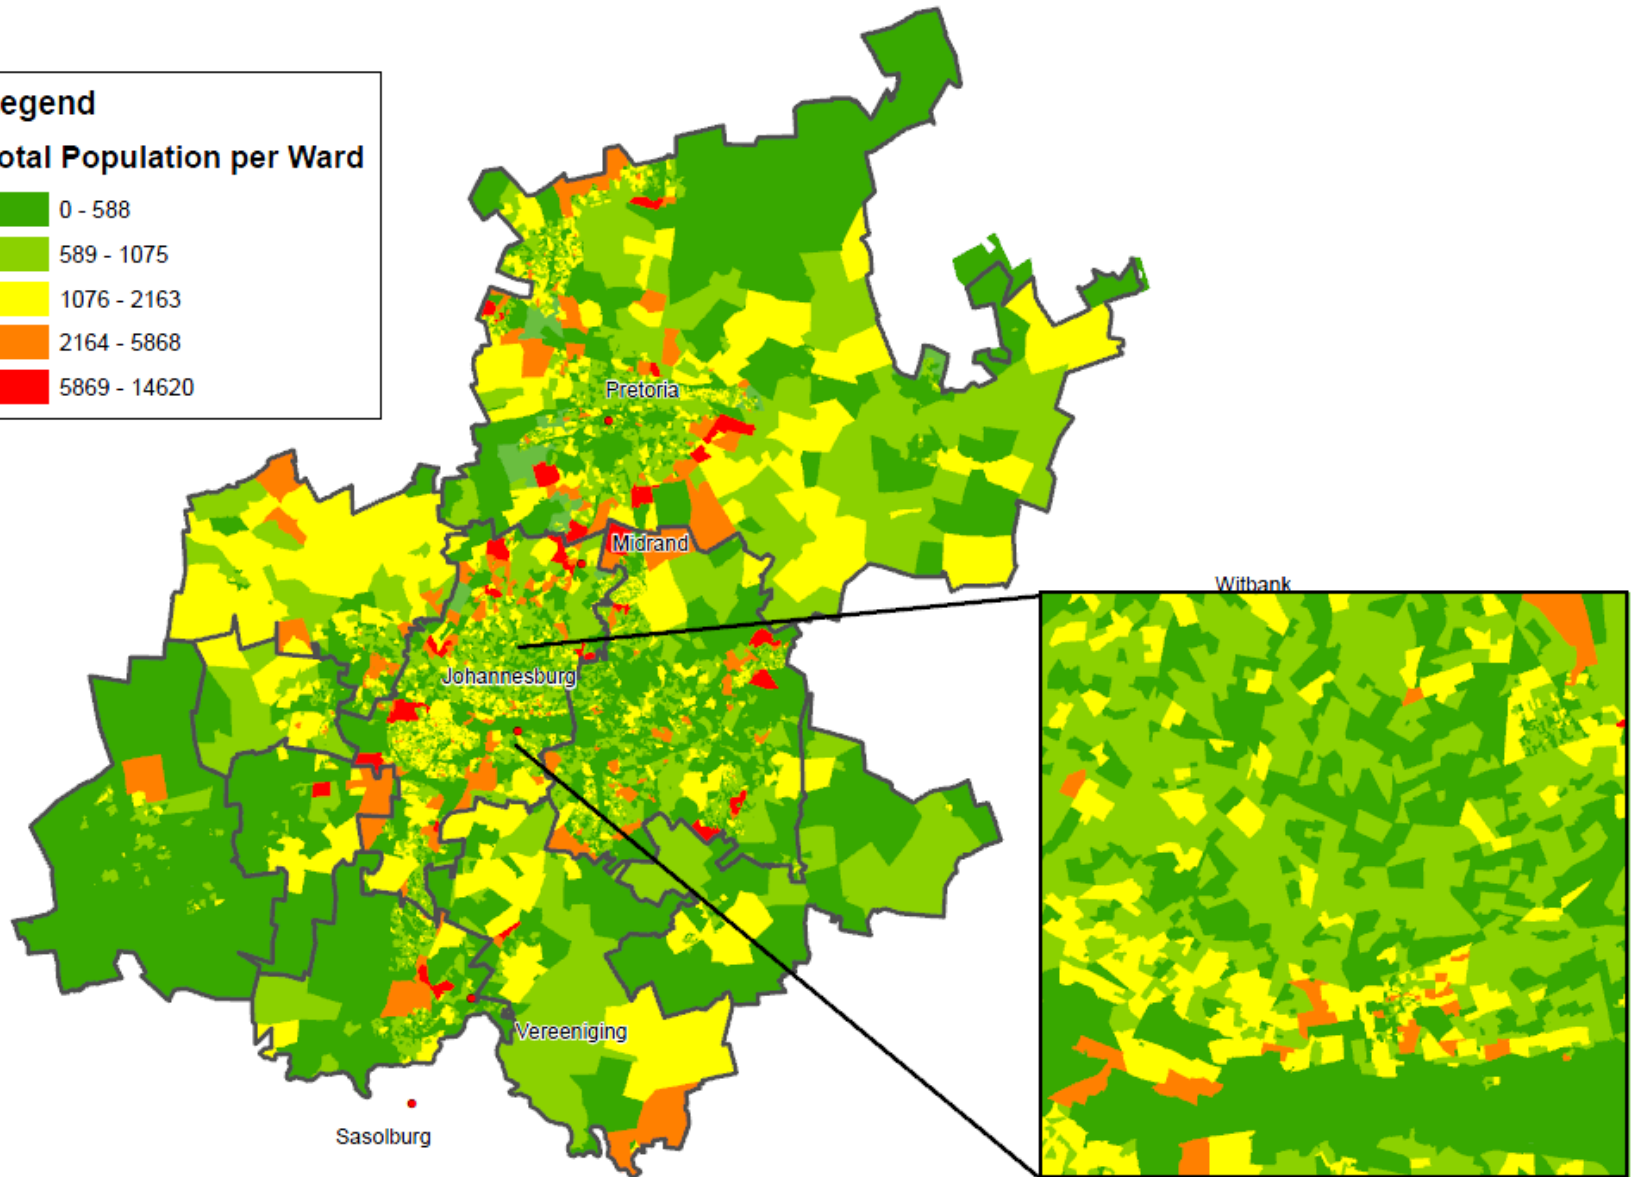 egend
otal Population per Ward
0 - 588
589 - 1075
1076 - 2163
2164 - 5868
5869 - 14620
Pretoria
Midrand
Witbank
Johannesburg
Vereeniging
Sasolburg